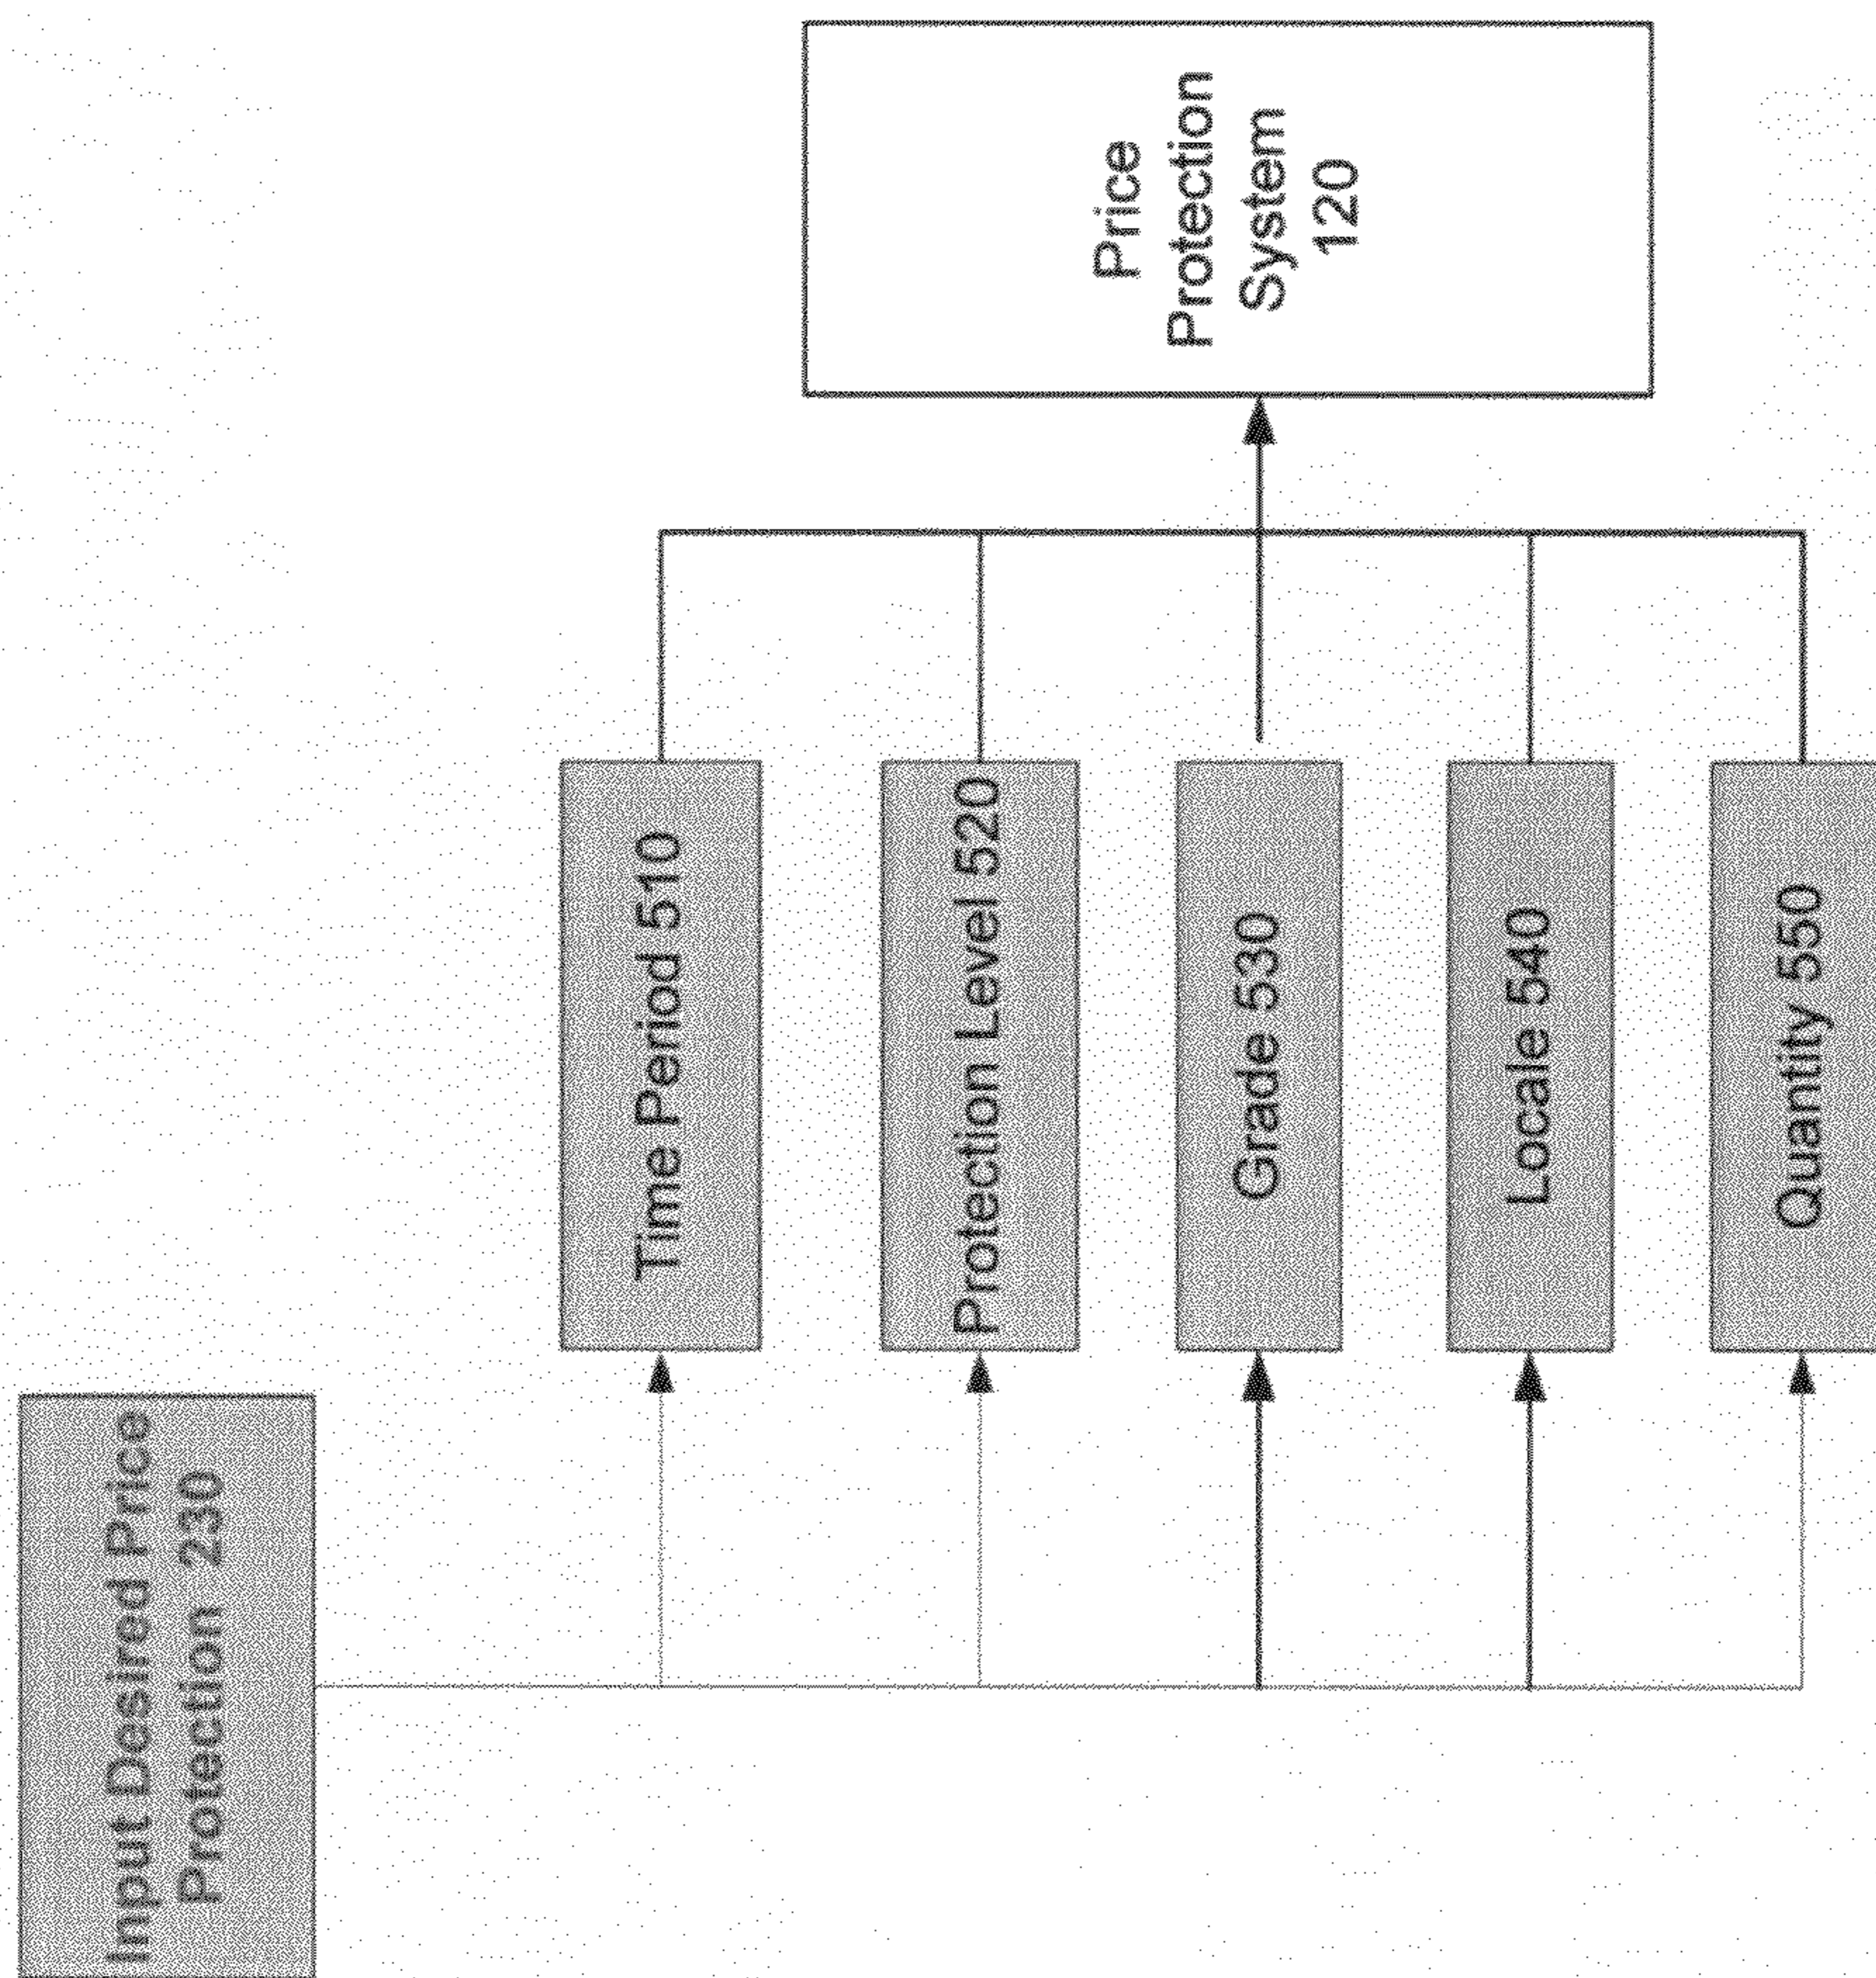 Input Desired Price
Protection 230
Time Period 510
Protection Level 520
Grade 530
Locale 540
Quantity 550
Price
Protection
System
120